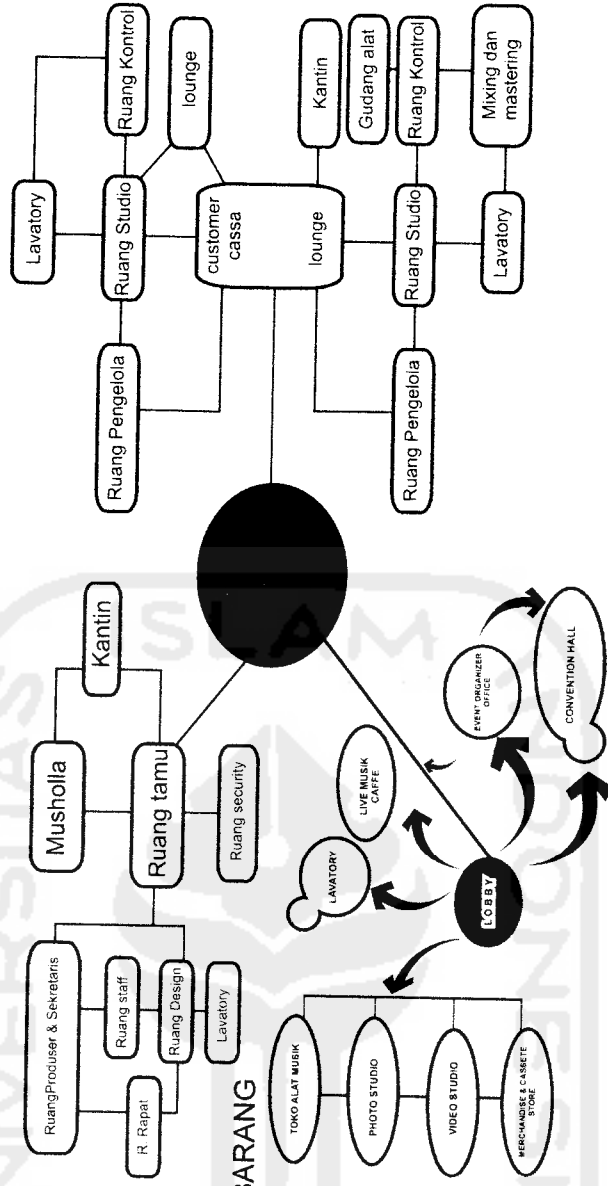 RuangProduser & Sekretaris
R. Rapat
Ruang staff
Ruang Design
Lavatory
Musholla
Kantin
Ruang tamu
Ruang security
BARANG
TOKO ALAT MUSIK
PHOTO STUDIO
VIDEO STUDIO
MERCHANDISE & CASSETE
STORE
LAVATORY
LIVE MUSIK
CAFFE
LOBBY
EVENT ORGANIZER
OFFICE
CONVENTION HALL
Lavatory
Ruang Pengelola
Ruang Studio
Ruang Kontrol
lounge
customer
cassa
lounge
Kantin
Gudang alat
Ruang Pengelola
Ruang Studio
Ruang Kontrol
Lavatory
Mixing dan
mastering
SLAM